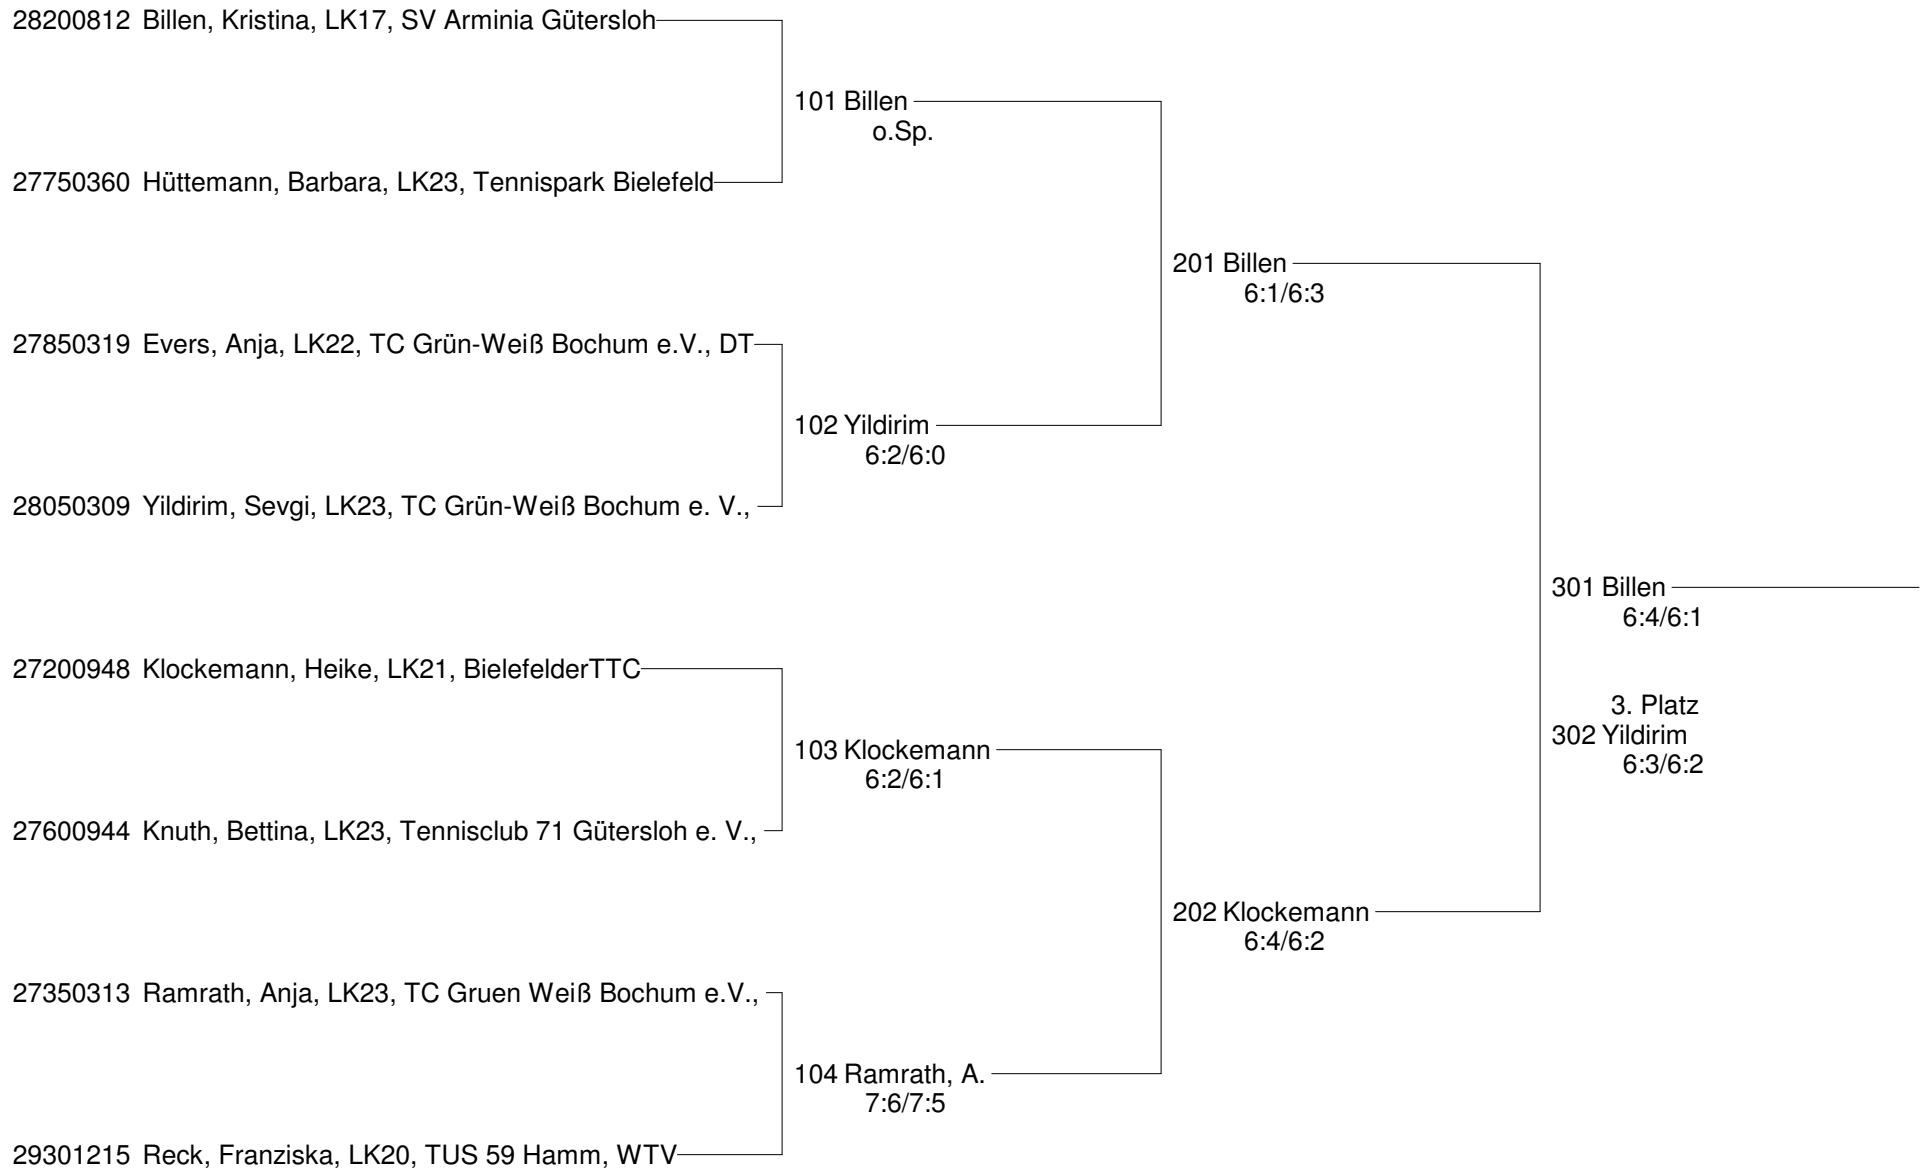 28200812 Billen, Kristina, LK17, SV Arminia Gütersloh
101 Billen
o.Sp.
27750360 Hüttemann, Barbara, LK23, Tennispark Bielefeld
201 Billen
6:1/6:3
27850319 Evers, Anja, LK22, TC Grün-Weiß Bochum e.V., DT
102 Yildirim
6:2/6:0
28050309 Yildirim, Sevgi, LK23, TC Grün-Weiß Bochum e. V.,
301 Billen
6:4/6:1
27200948 Klockemann, Heike, LK21, BielefelderTTC
3. Platz
302 Yildirim
6:3/6:2
103 Klockemann
6:2/6:1
27600944 Knuth, Bettina, LK23, Tennisclub 71 Gütersloh e. V.,
202 Klockemann
6:4/6:2
27350313 Ramrath, Anja, LK23, TC Gruen Weiß Bochum e.V.,
104 Ramrath, A.
7:6/7:5
29301215 Reck, Franziska, LK20, TUS 59 Hamm, WTV